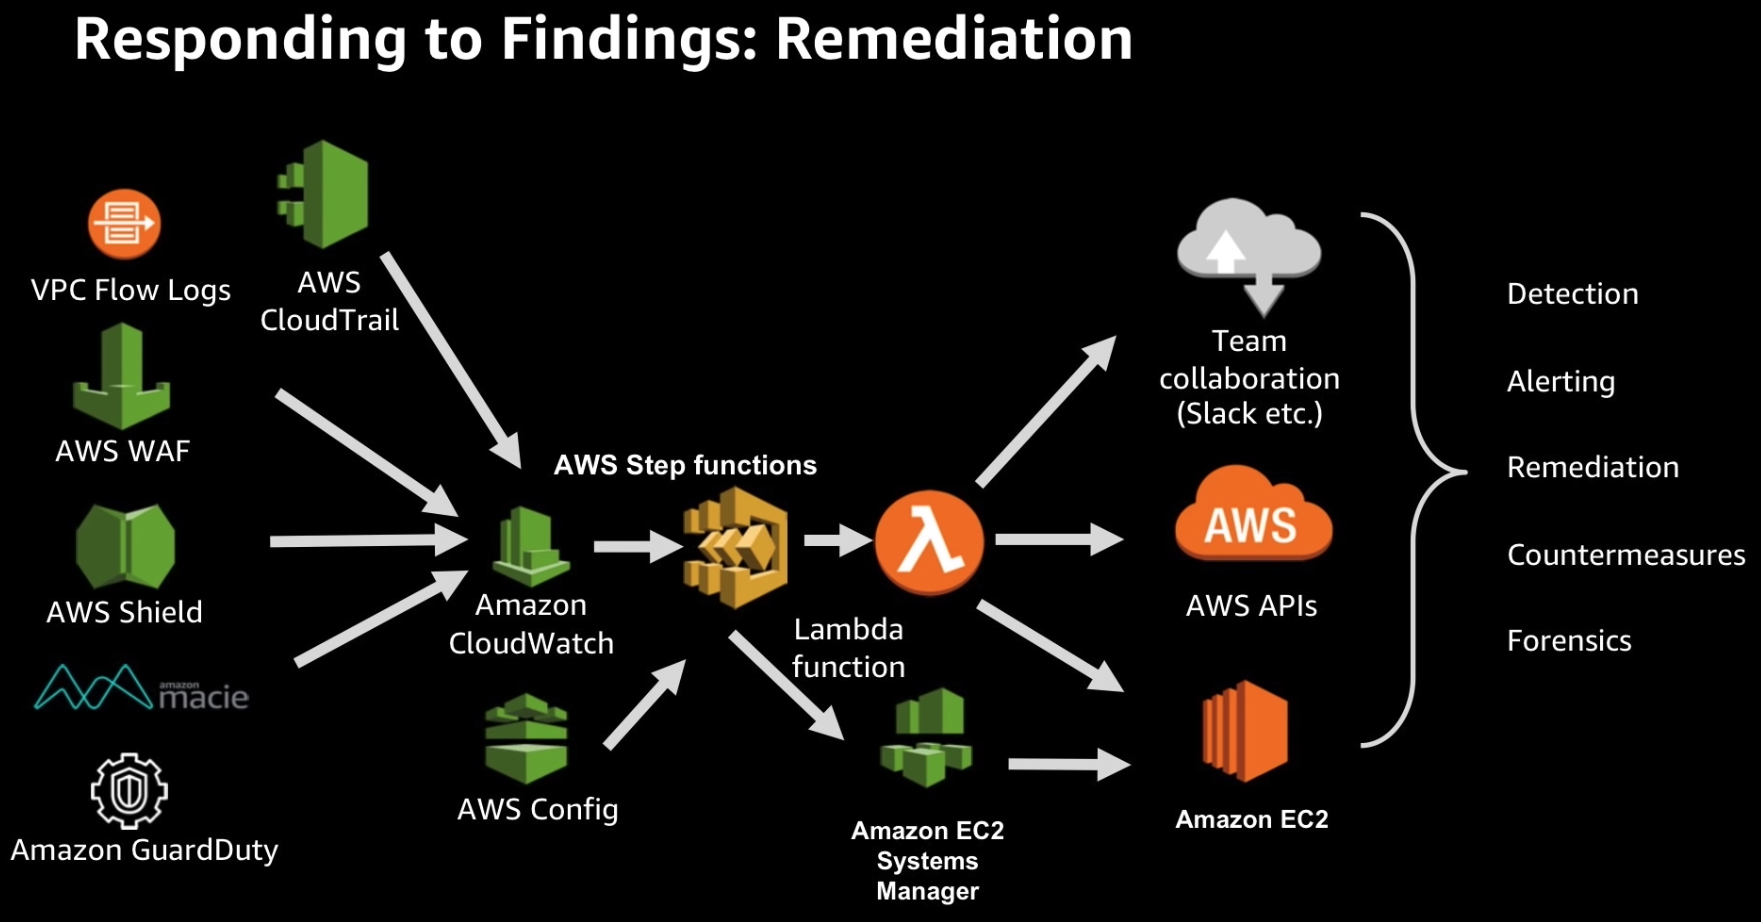 Responding to Findings: Remediation
VPC Flow Logs
AWS
CloudTrail
AWS WAF
AWS Shield
amazon
macie
Amazon GuardDuty
Amazon
CloudWatch
AWS Config
AWS Step functions
λ
Lambda
function
Amazon EC2
Systems
Manager
Team
collaboration
(Slack etc.)
AWS
AWS APIs
Amazon EC2
Detection
Alerting
Remediation
Countermeasures
Forensics